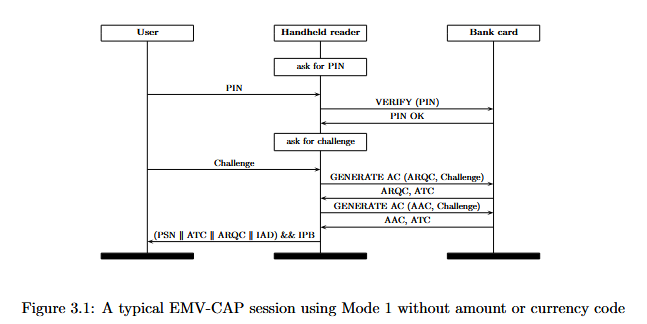 User
Handheld reader
Bank card
ask for PIN
PIN
VERIFY (PIN)
PIN OK
ask for challenge
Challenge
GENERATE AC (ARQC, Challenge)
ARQC, ATC
GENERATE AC (AAC, Challenge)
AAC, ATC
(PSN || ATC || ARQC || IAD) && IPB
Figure 3.1: A typical EMV-CAP session using Mode 1 without amount or currency code